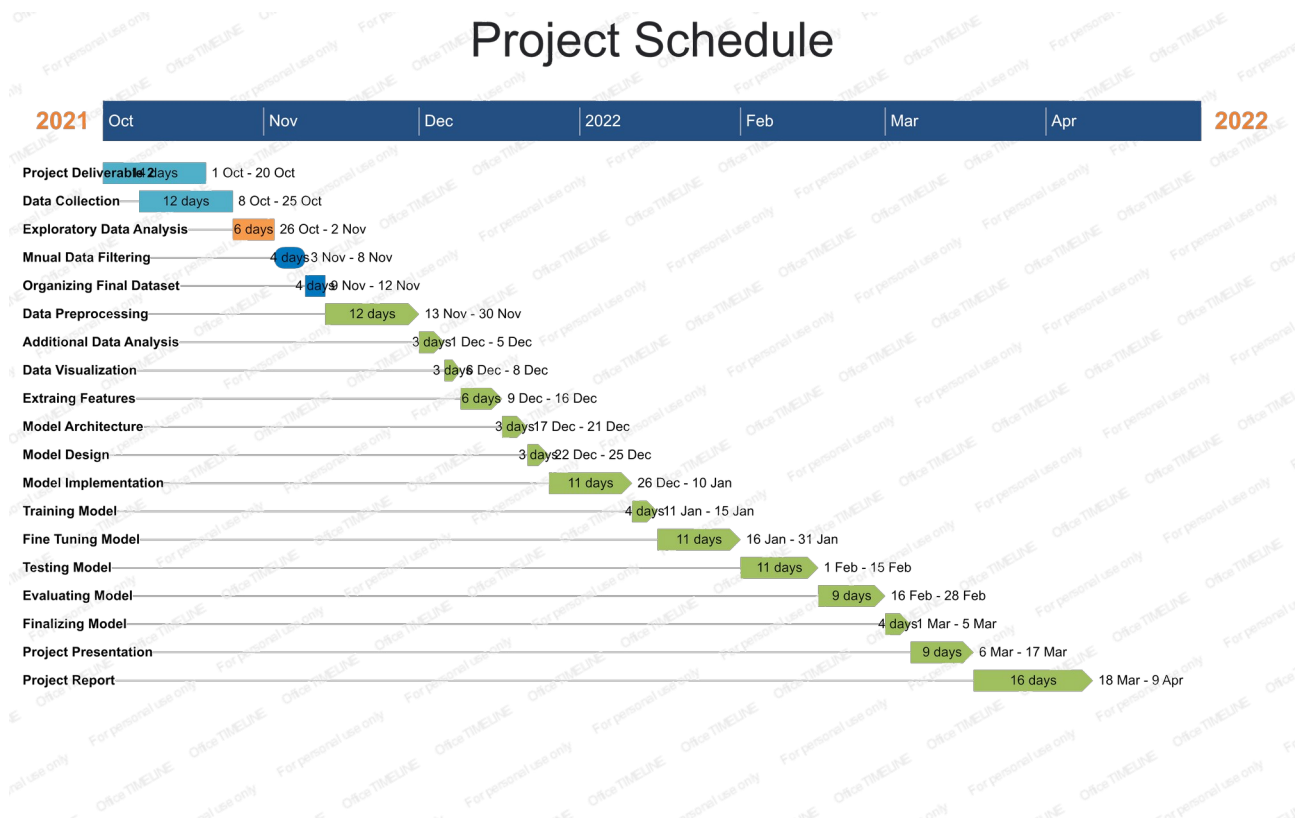 Project Schedule
2021 Oct Nov Dec 2022 Feb Mar Apr 2022
Project Deliverable 2 14 days 1 Oct - 20 Oct
Data Collection 12 days 8 Oct - 25 Oct
Exploratory Data Analysis 6 days 26 Oct - 2 Nov
Mnual Data Filtering 4 days 3 Nov - 8 Nov
Organizing Final Dataset 4 days 9 Nov - 12 Nov
Data Preprocessing 12 days 13 Nov - 30 Nov
Additional Data Analysis 3 days 1 Dec - 5 Dec
Data Visualization 3 days 6 Dec - 8 Dec
Extraing Features 6 days 9 Dec - 16 Dec
Model Architecture 3 days 17 Dec - 21 Dec
Model Design 3 days 22 Dec - 25 Dec
Model Implementation 11 days 26 Dec - 10 Jan
Training Model 4 days 11 Jan - 15 Jan
Fine Tuning Model 11 days 16 Jan - 31 Jan
Testing Model 11 days 1 Feb - 15 Feb
Evaluating Model 9 days 16 Feb - 28 Feb
Finalizing Model 4 days 1 Mar - 5 Mar
Project Presentation 9 days 6 Mar - 17 Mar
Project Report 16 days 18 Mar - 9 Apr
For personal use only
Office TIMELINE